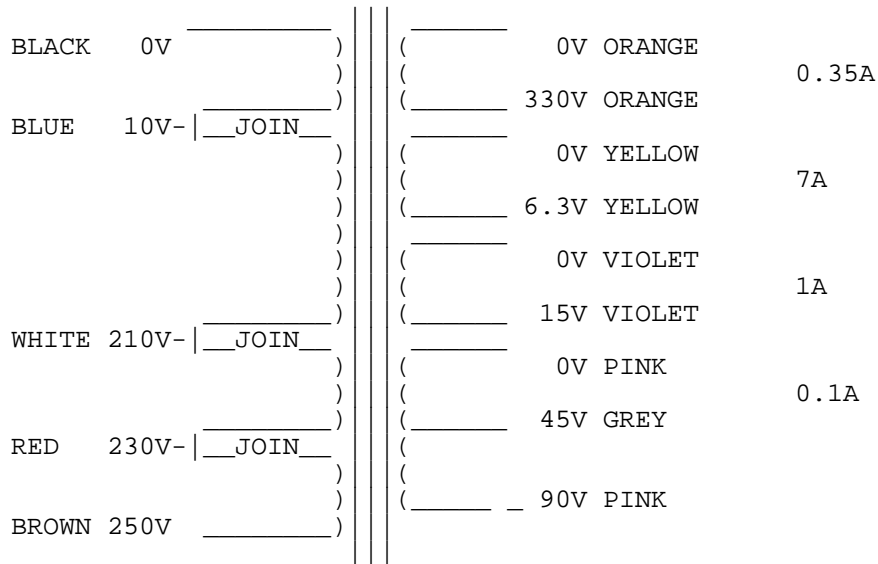 BLACK 0V 0V ORANGE
0.35A
330V ORANGE
BLUE 10V- JOIN
0V YELLOW
7A
6.3V YELLOW
0V VIOLET
1A
15V VIOLET
WHITE 210V- JOIN
0V PINK
0.1A
45V GREY
RED 230V- JOIN
90V PINK
BROWN 250V